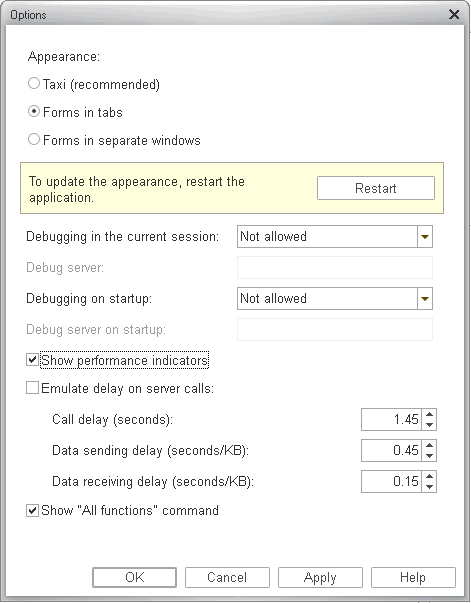 Options
Appearance:
Taxi (recommended)
Forms in tabs
Forms in separate windows
To update the appearance, restart the
application.
Restart
Debugging in the current session: Not allowed
Debug server:
Debugging on startup: Not allowed
Debug server on startup:
Show performance indicators
Emulate delay on server calls:
Call delay (seconds): 1.45
Data sending delay (seconds/KB): 0.45
Data receiving delay (seconds/KB): 0.15
Show "All functions" command
OK Cancel Apply Help